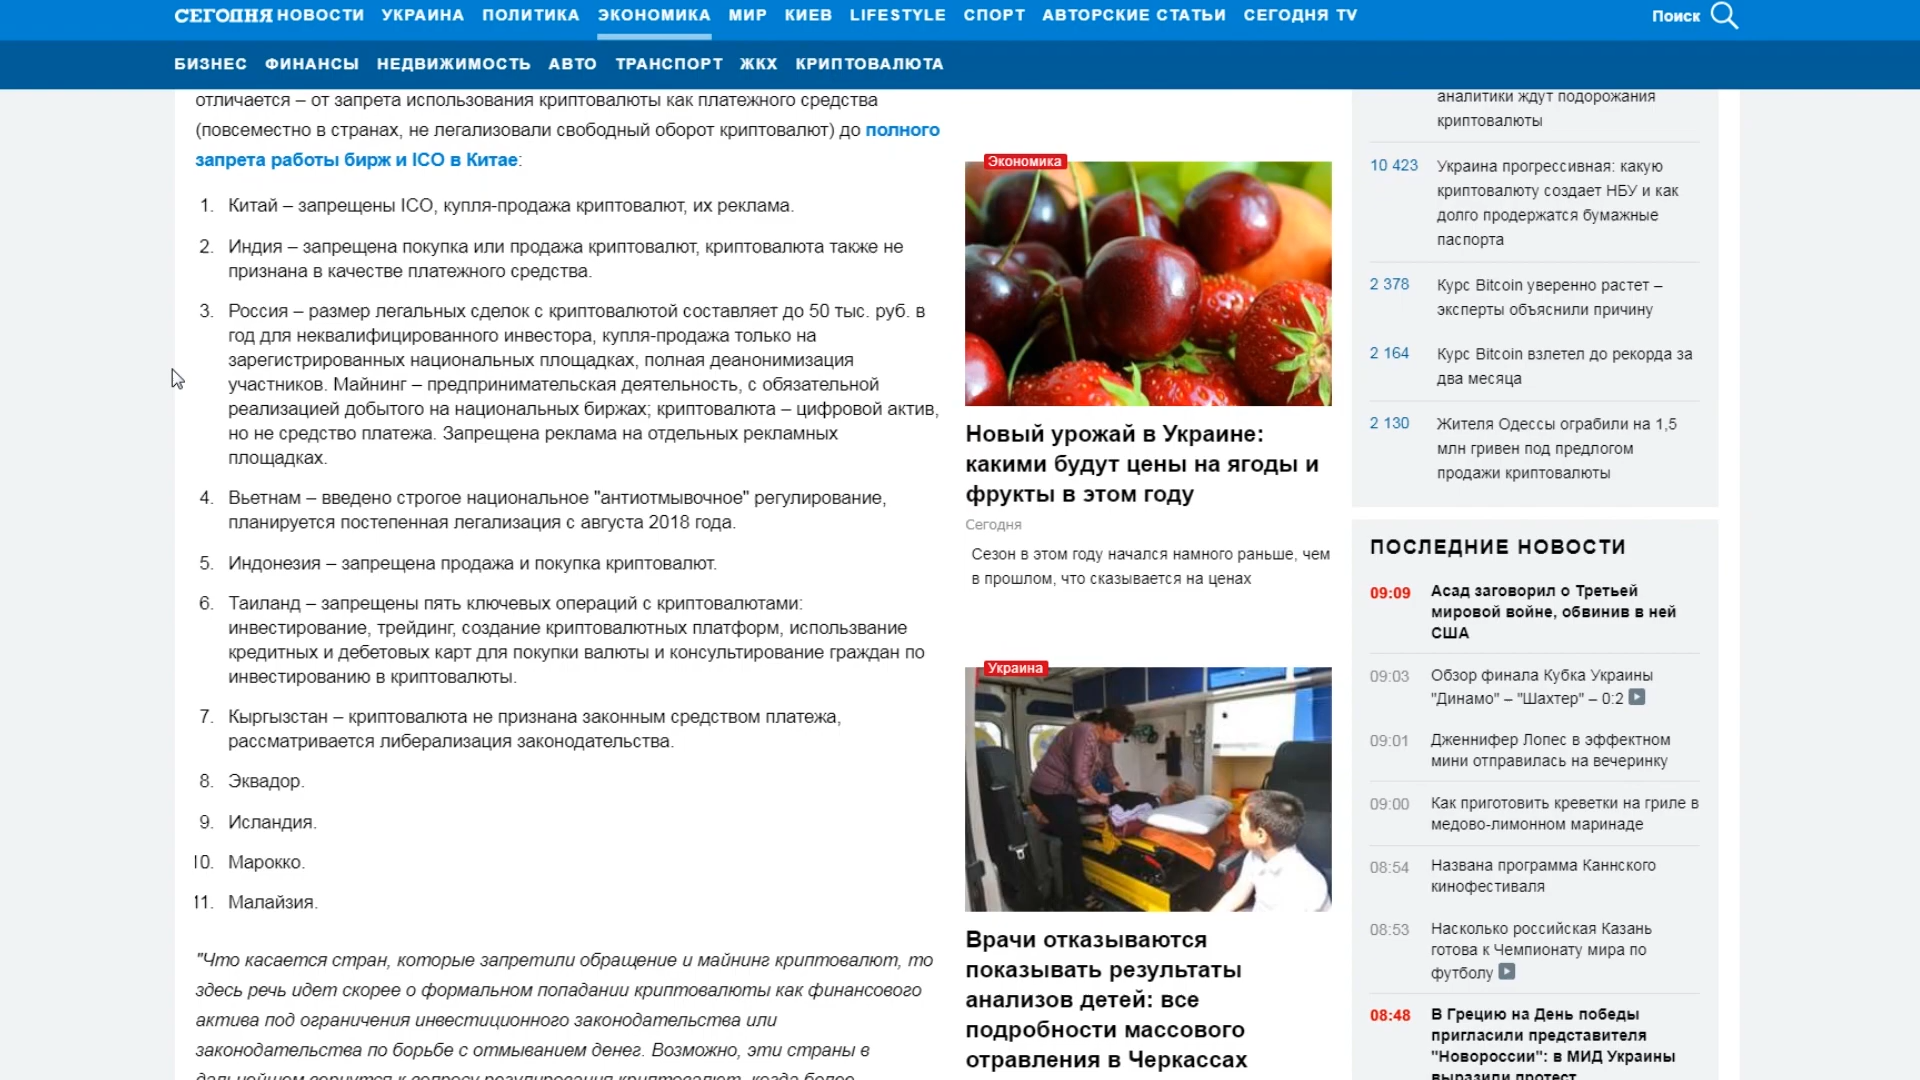 СЕГОДНЯ НОВОСТИ УКРАИНА ПОЛИТИКА ЭКОНОМИКА МИР КИЕВ LIFESTYLE СПОРТ АВТОРСКИЕ СТАТЬИ СЕГОДНЯ TV Поиск
БИЗНЕС ФИНАНСЫ НЕДВИЖИМОСТЬ АВТО ТРАНСПОРТ ЖКХ КРИПТОВАЛЮТА
отличается – от запрета использования криптовалюты как платежного средства
(повсеместно в странах, не легализовали свободный оборот криптовалют) до полного
запрета работы бирж и ICO в Китае:
1. Китай – запрещены ICO, купля-продажа криптовалют, их реклама.
2. Индия – запрещена покупка или продажа криптовалют, криптовалюта также не
признана в качестве платежного средства.
3. Россия – размер легальных сделок с криптовалютой составляет до 50 тыс. руб. в
год для неквалифицированного инвестора, купля-продажа только на
зарегистрированных национальных площадках, полная деанонимизация
участников. Майнинг – предпринимательская деятельность, с обязательной
реализацией добытого на национальных биржах; криптовалюта – цифровой актив,
но не средство платежа. Запрещена реклама на отдельных рекламных
площадках.
4. Вьетнам – введено строгое национальное "антиотмывочное" регулирование,
планируется постепенная легализация с августа 2018 года.
5. Индонезия – запрещена продажа и покупка криптовалют.
6. Таиланд – запрещены пять ключевых операций с криптовалютами:
инвестирование, трейдинг, создание криптовалютных платформ, использвание
кредитных и дебетовых карт для покупки валюты и консультирование граждан по
инвестированию в криптовалюты.
7. Кыргызстан – криптовалюта не признана законным средством платежа,
рассматривается либерализация законодательства.
8. Эквадор.
9. Исландия.
10. Марокко.
11. Малайзия.
"Что касается стран, которые запретили обращение и майнинг криптовалют, то
здесь речь идет скорее о формальном попадании криптовалюты как финансового
актива под ограничения инвестиционного законодательства или
законодательства по борьбе с отмыванием денег. Возможно, эти страны в
дальнейшем вернутся к вопросу регулирования криптовалют, когда более
Экономика
Новый урожай в Украине:
какими будут цены на ягоды и
фрукты в этом году
Сегодня
Сезон в этом году начался намного раньше, чем
в прошлом, что сказывается на ценах
Украина
Врачи отказываются
показывать результаты
анализов детей: все
подробности массового
отравления в Черкассах
аналитики ждут подорожания
криптовалюты
10 423 Украина прогрессивная: какую
криптовалюту создает НБУ и как
долго продержатся бумажные
паспорта
2 378 Курс Bitcoin уверенно растет –
эксперты объяснили причину
2 164 Курс Bitcoin взлетел до рекорда за
два месяца
2 130 Жителя Одессы ограбили на 1,5
млн гривен под предлогом
продажи криптовалюты
ПОСЛЕДНИЕ НОВОСТИ
09:09 Асад заговорил о Третьей
мировой войне, обвинив в ней
США
09:03 Обзор финала Кубка Украины
"Динамо" – "Шахтер" – 0:2
09:01 Дженнифер Лопес в эффектном
мини отправилась на вечеринку
09:00 Как приготовить креветки на гриле в
медово-лимонном маринаде
08:54 Названа программа Каннского
кинофестиваля
08:53 Насколько российская Казань
готова к Чемпионату мира по
футболу
08:48 В Грецию на День победы
пригласили представителя
"Новороссии": в МИД Украины
выразили протест